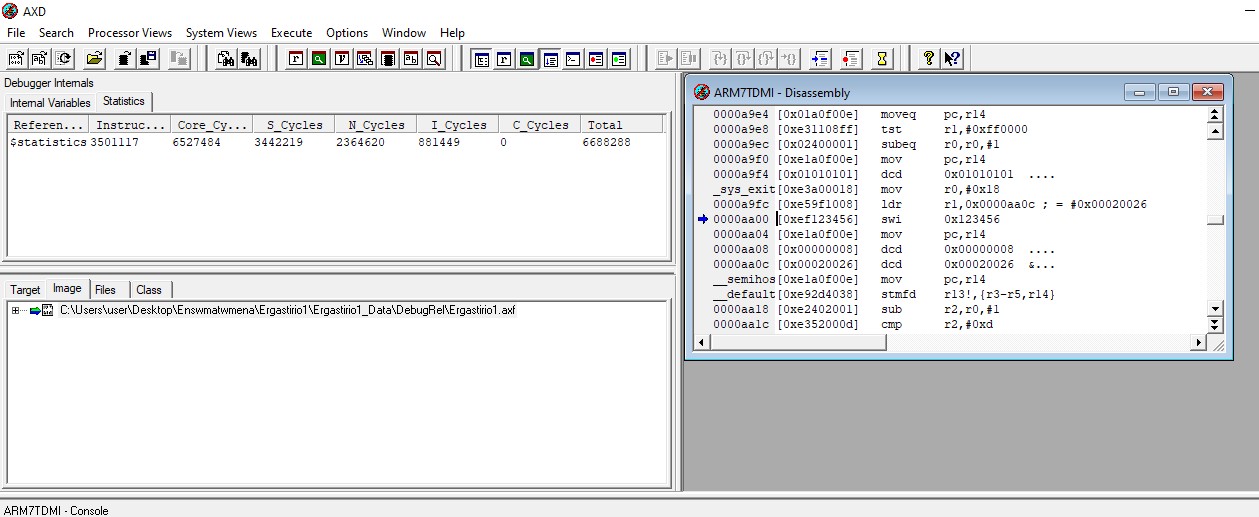 AXD
File Search Processor Views System Views Execute Options Window Help
Debugger Internals
Internal Variables Statistics
Referen... Instruc... Core_Cy... S_Cycles N_Cycles I_Cycles C_Cycles Total
$statistics 3501117 6527484 3442219 2364620 881449 0 6688288
Target Image Files Class
C:\Users\user\Desktop\Enswmatwmena\Ergastirio1\Ergastirio1_Data\DebugRel\Ergastirio1.axf
ARM7TDMI - Disassembly
0000a9e4 [0x01a0f00e] moveq pc,r14
0000a9e8 [0xe31108ff] tst r1,#0xff0000
0000a9ec [0x02400001] subeq r0,r0,#1
0000a9f0 [0xe1a0f00e] mov pc,r14
0000a9f4 [0x01010101] dcd 0x01010101 ....
_sys_exit [0xe3a00018] mov r0,#0x18
0000a9fc [0xe59f1008] ldr r1,0x0000aa0c ; = #0x00020026
0000aa00 [0xef123456] swi 0x123456
0000aa04 [0xe1a0f00e] mov pc,r14
0000aa08 [0x00000008] dcd 0x00000008 ....
0000aa0c [0x00020026] dcd 0x00020026 &...
__semihos [0xe1a0f00e] mov pc,r14
__default [0xe92d4038] stmfd r13!,{r3-r5,r14}
0000aa18 [0xe2402001] sub r2,r0,#1
0000aa1c [0xe352000d] cmp r2,#0xd
ARM7TDMI - Console